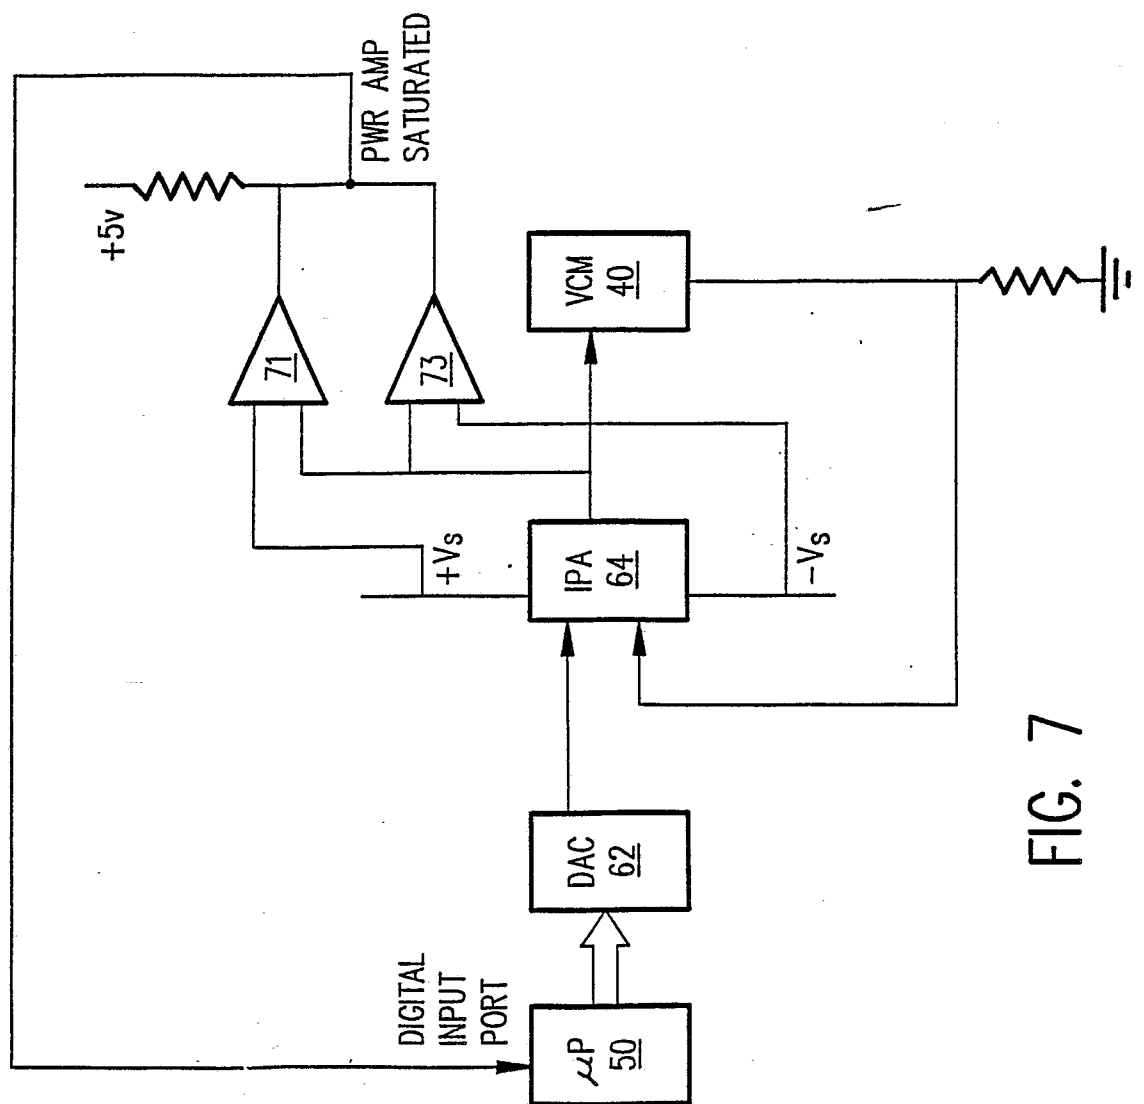 +5v
PWR AMP
SATURATED
71
73
+Vs
-Vs
DIGITAL
INPUT
PORT
μP
50
DAC
62
IPA
64
VCM
40
FIG. 7